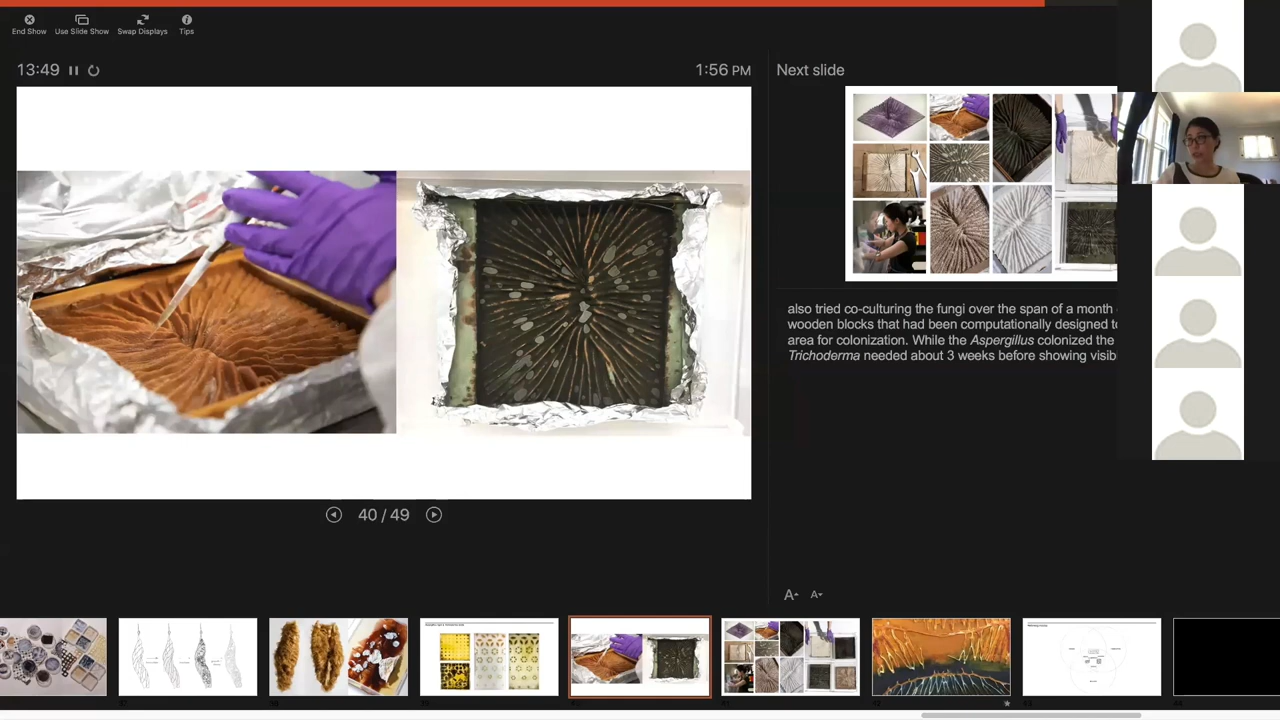 End Show
Use Slide Show
Swap Displays
Tips
13:49
1:56 PM
Next slide
also tried co-culturing the fungi over the span of a month
wooden blocks that had been computationally designed to
area for colonization. While the Aspergillus colonized the
Trichoderma needed about 3 weeks before showing visib
40 / 49
A
A